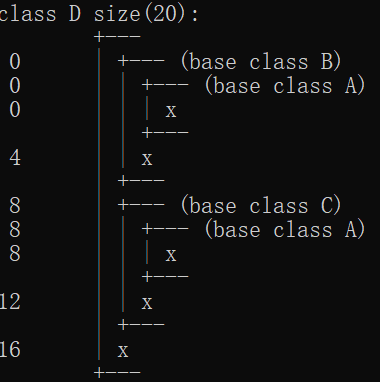 class D size(20):
+---
0 | +--- (base class B)
0 | | +--- (base class A)
0 | | | x
| | +---
4 | | x
| +---
8 | +--- (base class C)
8 | | +--- (base class A)
8 | | | x
| | +---
12 | | x
| +---
16 | x
+---